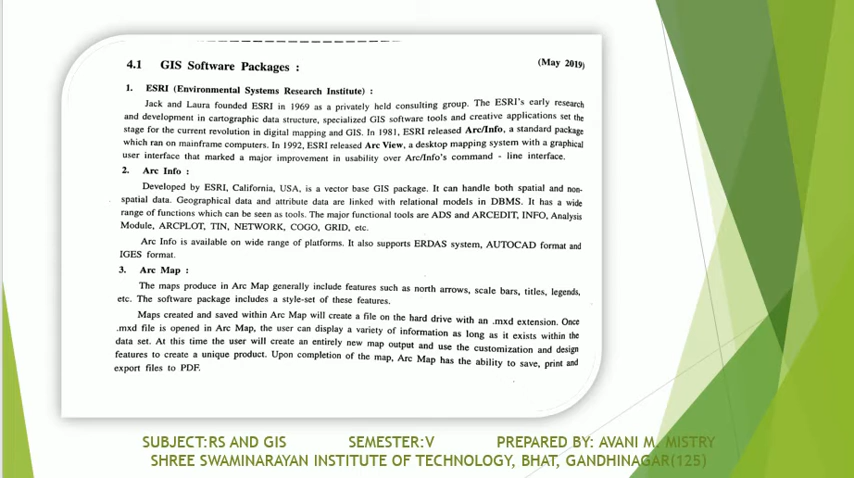 4.1 GIS Software Packages : (May 2019)
1. ESRI (Environmental Systems Research Institute) :
Jack and Laura founded ESRI in 1969 as a privately held consulting group. The ESRI's early research
and development in cartographic data structure, specialized GIS software tools and creative applications set the
stage for the current revolution in digital mapping and GIS. In 1981, ESRI released Arc/Info, a standard package
which ran on mainframe computers. In 1992, ESRI released Arc View, a desktop mapping system with a graphical
user interface that marked a major improvement in usability over Arc/Info's command - line interface.
2. Arc Info :
Developed by ESRI, California, USA, is a vector base GIS package. It can handle both spatial and non-
spatial data. Geographical data and attribute data are linked with relational models in DBMS. It has a wide
range of functions which can be seen as tools. The major functional tools are ADS and ARCEDIT, INFO, Analysis
Module, ARCPLOT, TIN, NETWORK, COGO, GRID, etc.
Arc Info is available on wide range of platforms. It also supports ERDAS system, AUTOCAD format and
IGES format.
3. Arc Map :
The maps produce in Arc Map generally include features such as north arrows, scale bars, titles, legends,
etc. The software package includes a style-set of these features.
Maps created and saved within Arc Map will create a file on the hard drive with an .mxd extension. Once
.mxd file is opened in Arc Map, the user can display a variety of information as long as it exists within the
data set. At this time the user will create an entirely new map output and use the customization and design
features to create a unique product. Upon completion of the map, Arc Map has the ability to save, print and
export files to PDF.
SUBJECT:RS AND GIS SEMESTER:V PREPARED BY: AVANI M. MISTRY
SHREE SWAMINARAYAN INSTITUTE OF TECHNOLOGY, BHAT, GANDHINAGAR(125)